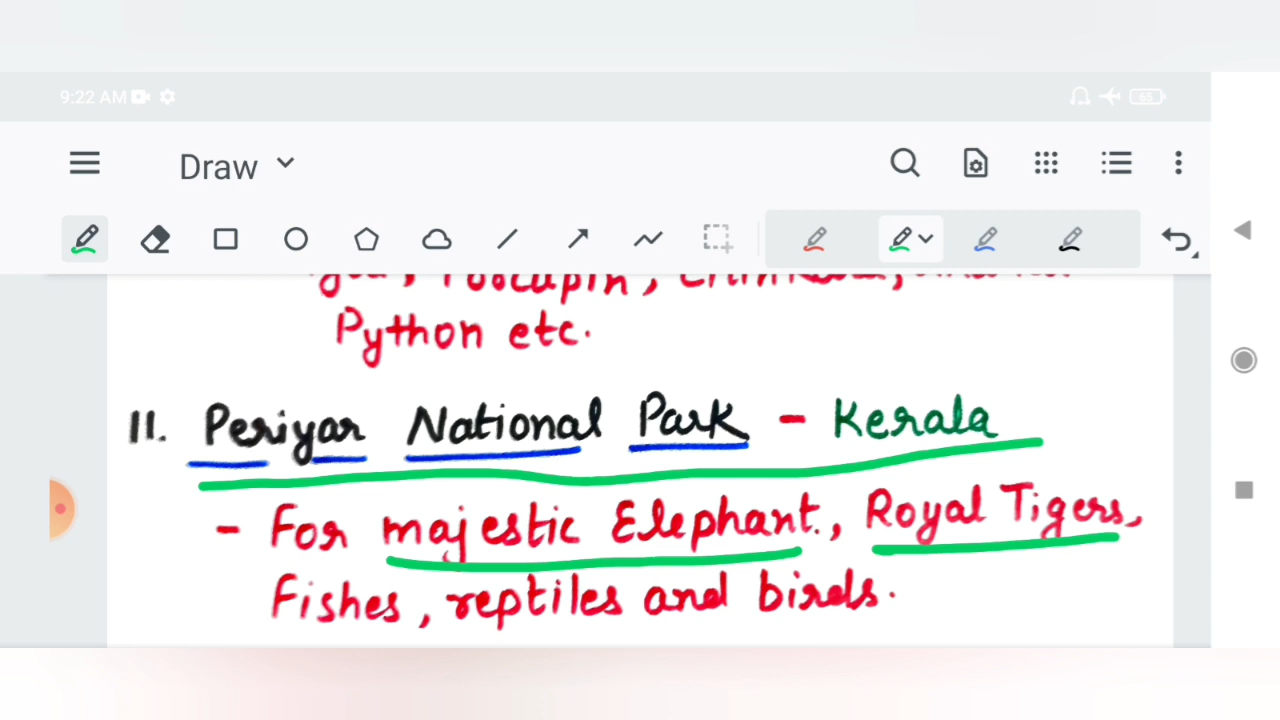 9:22 AM
65
Draw
Python etc.
11. Periyar National Park - Kerala
- For majestic Elephant, Royal Tigers,
Fishes, reptiles and birds.